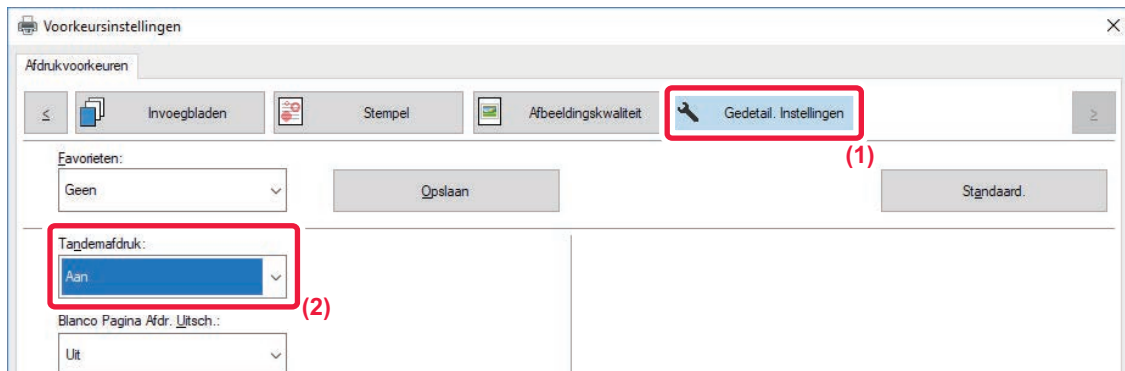 Voorkeursinstellingen
Afdrukvoorkeuren
< Invoegbladen Stempel Afbeeldingskwaliteit Gedetail. Instellingen >
(1)
Favorieten:
Geen Opslaan Standaard.
Tandemafdruk:
Aan
(2)
Blanco Pagina Afdr. Uitsch.:
Uit